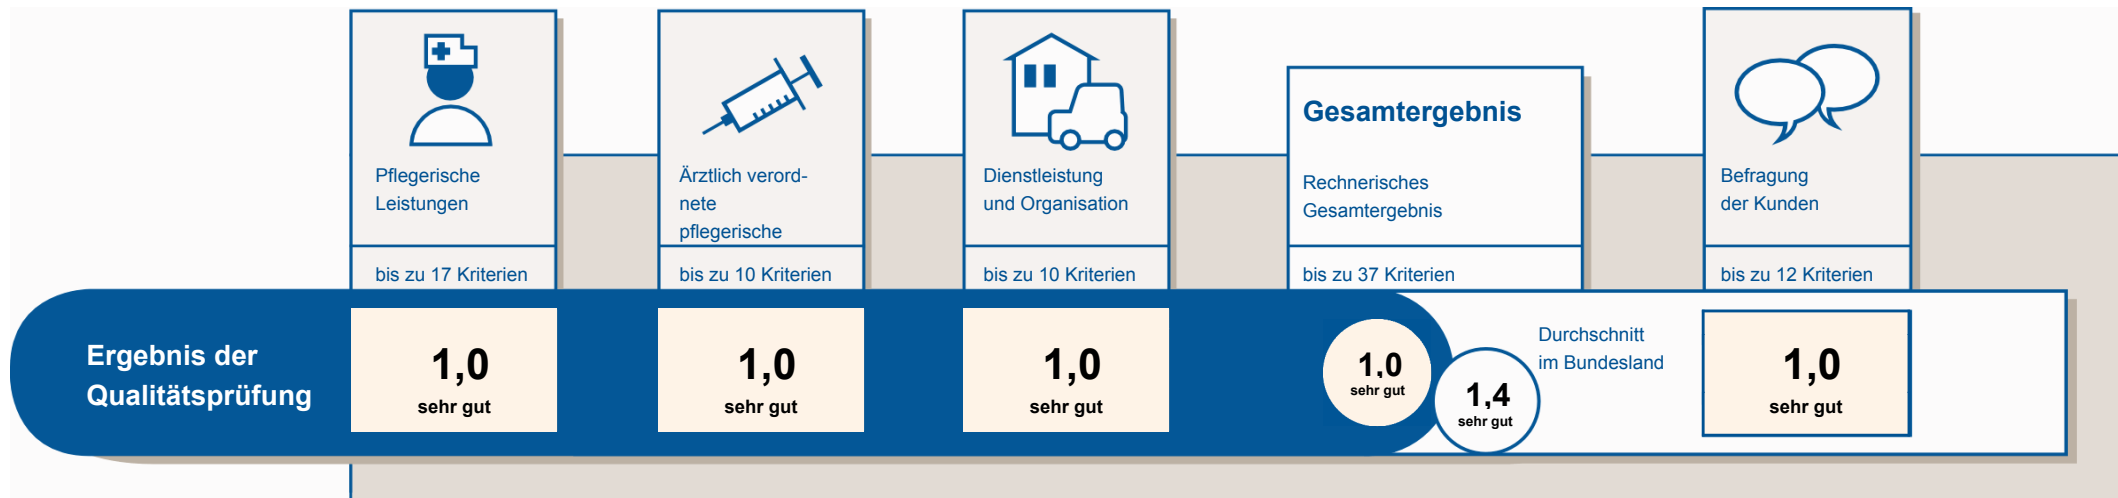 Pflegerische
Leistungen
bis zu 17 Kriterien
Ärztlich verord-
nete
pflegerische
bis zu 10 Kriterien
Dienstleistung
und Organisation
bis zu 10 Kriterien
Gesamtergebnis
Rechnerisches
Gesamtergebnis
bis zu 37 Kriterien
Befragung
der Kunden
bis zu 12 Kriterien
Ergebnis der
Qualitätsprüfung
1,0
sehr gut
1,0
sehr gut
1,0
sehr gut
1,0
sehr gut
1,4
sehr gut
Durchschnitt
im Bundesland
1,0
sehr gut